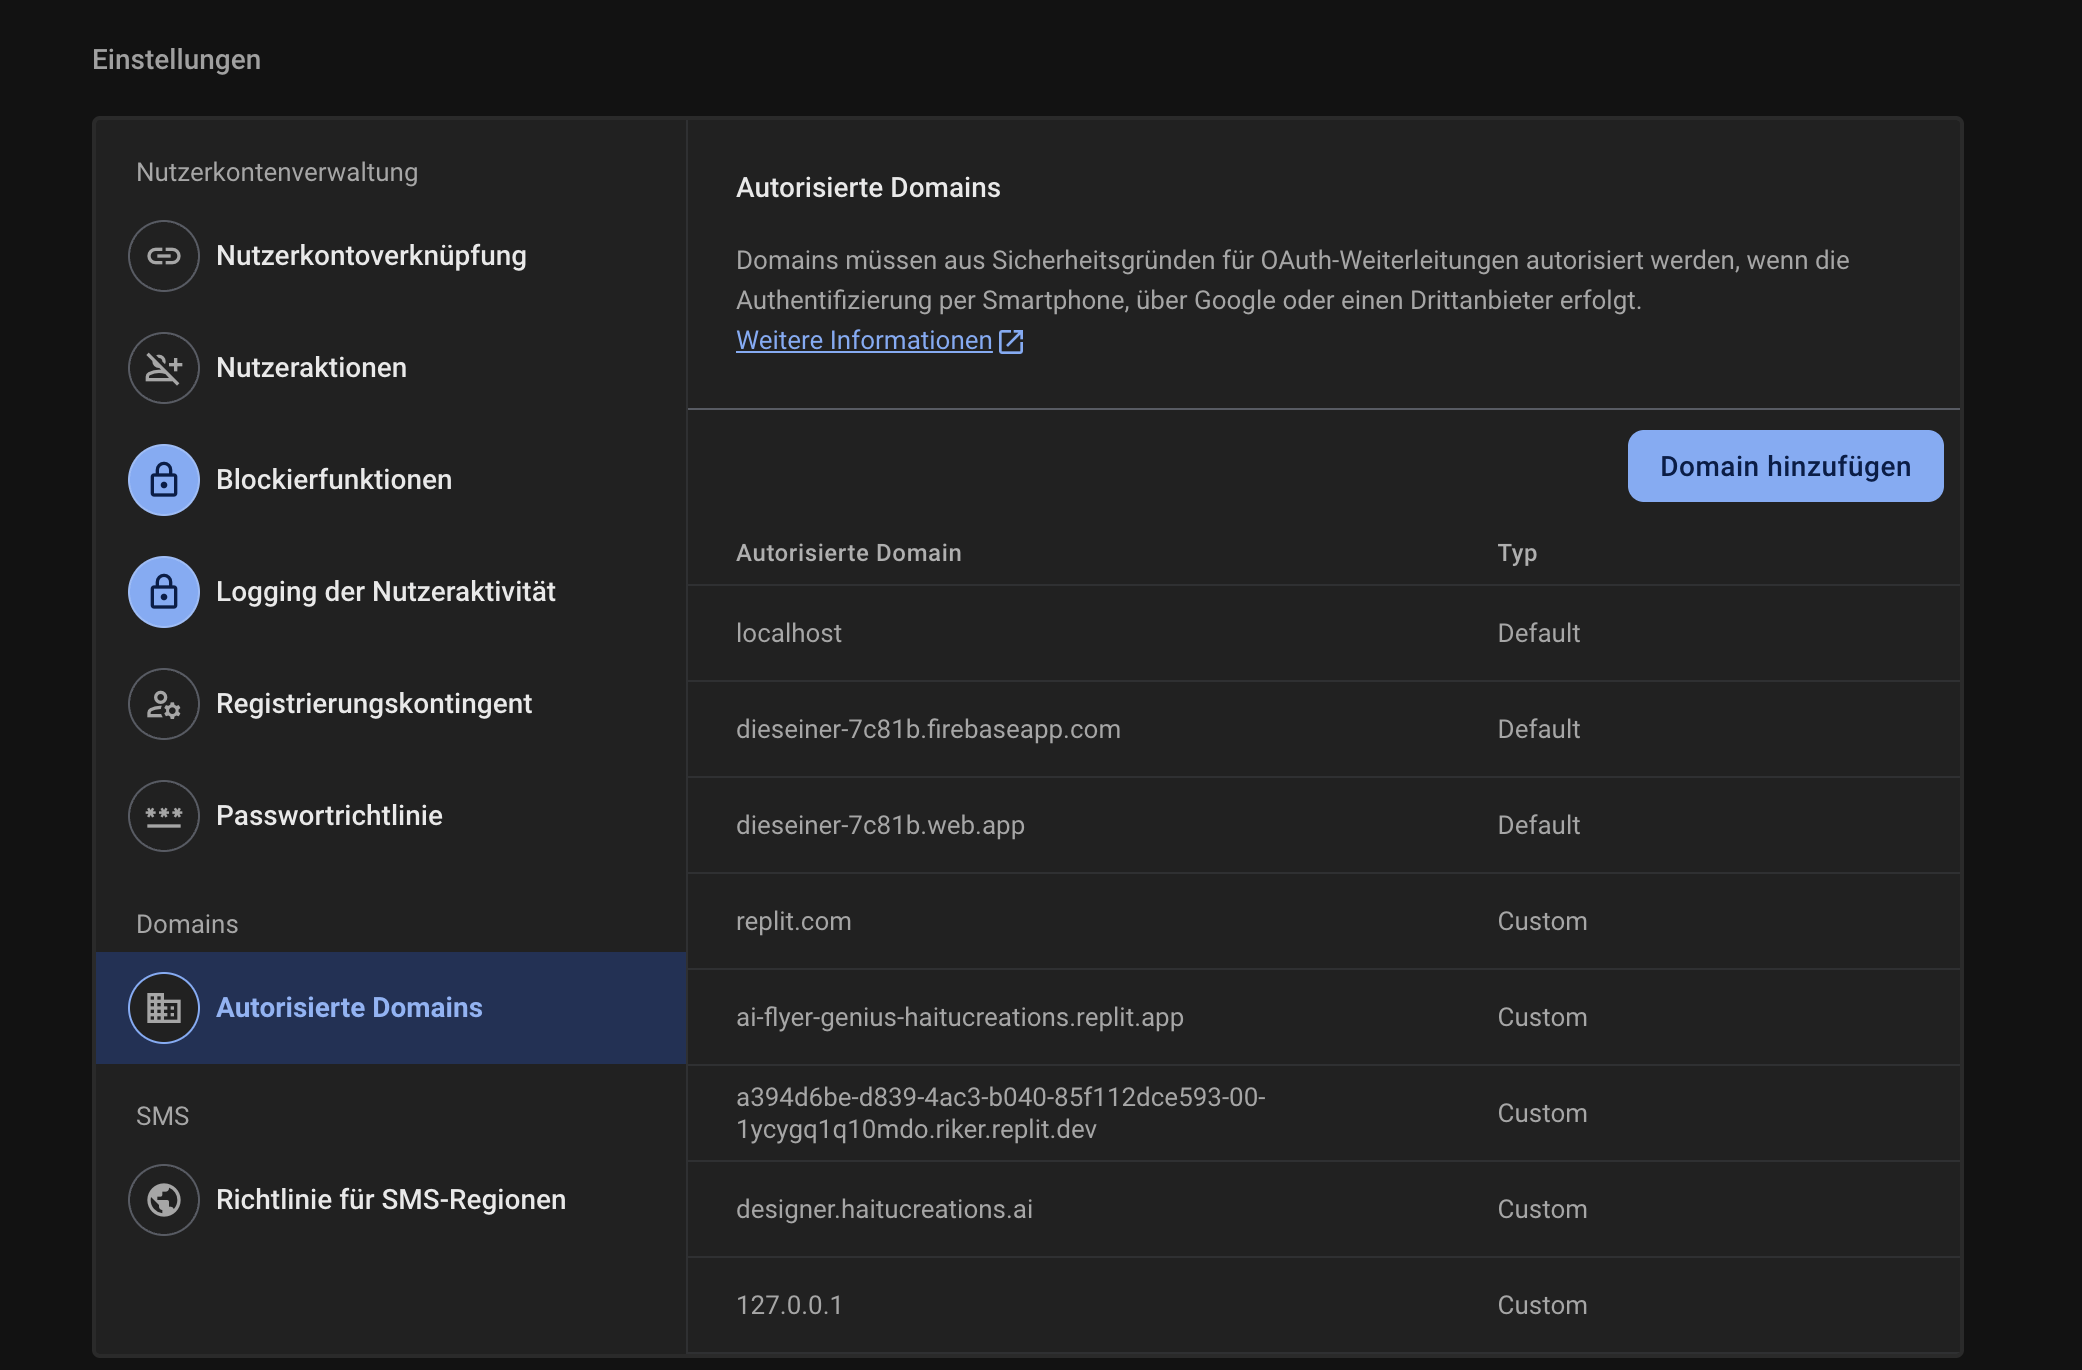 Einstellungen
Nutzerkontenverwaltung
Nutzerkontoverknüpfung
Nutzeraktionen
Blockierfunktionen
Logging der Nutzeraktivität
Registrierungskontingent
Passwortrichtlinie
Domains
Autorisierte Domains
SMS
Richtlinie für SMS-Regionen
Autorisierte Domains
Domains müssen aus Sicherheitsgründen für OAuth-Weiterleitungen autorisiert werden, wenn die
Authentifizierung per Smartphone, über Google oder einen Drittanbieter erfolgt.
Weitere Informationen
Domain hinzufügen
Autorisierte Domain Typ
localhost Default
dieseiner-7c81b.firebaseapp.com Default
dieseiner-7c81b.web.app Default
replit.com Custom
ai-flyer-genius-haitucreations.replit.app Custom
a394d6be-d839-4ac3-b040-85f112dce593-00-
1ycygq1q10mdo.riker.replit.dev Custom
designer.haitucreations.ai Custom
127.0.0.1 Custom